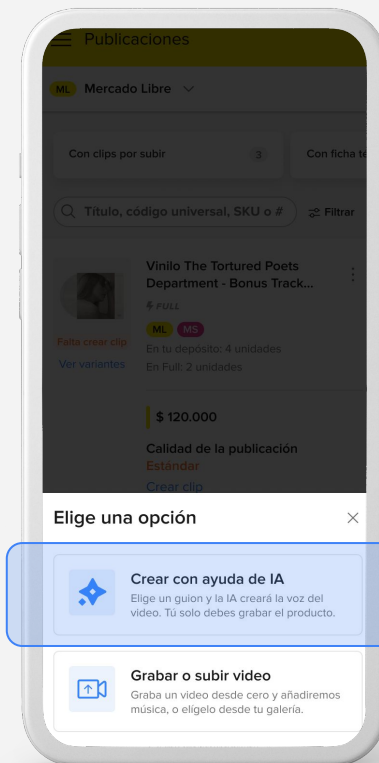 Publicaciones
ML Mercado Libre
Con clips por subir 3 Con ficha té
Título, código universal, SKU o # Filtrar
Vinilo The Tortured Poets
Department - Bonus Track...
FULL
ML MS
Falta crear clip
En tu depósito: 4 unidades
Ver variantes
En Full: 2 unidades
$ 120.000
Calidad de la publicación
Estándar
Crear clip
Elige una opción
Crear con ayuda de IA
Elige un guion y la IA creará la voz del
video. Tú solo debes grabar el producto.
Grabar o subir video
Graba un video desde cero y añadiremos
música, o elígelo desde tu galería.